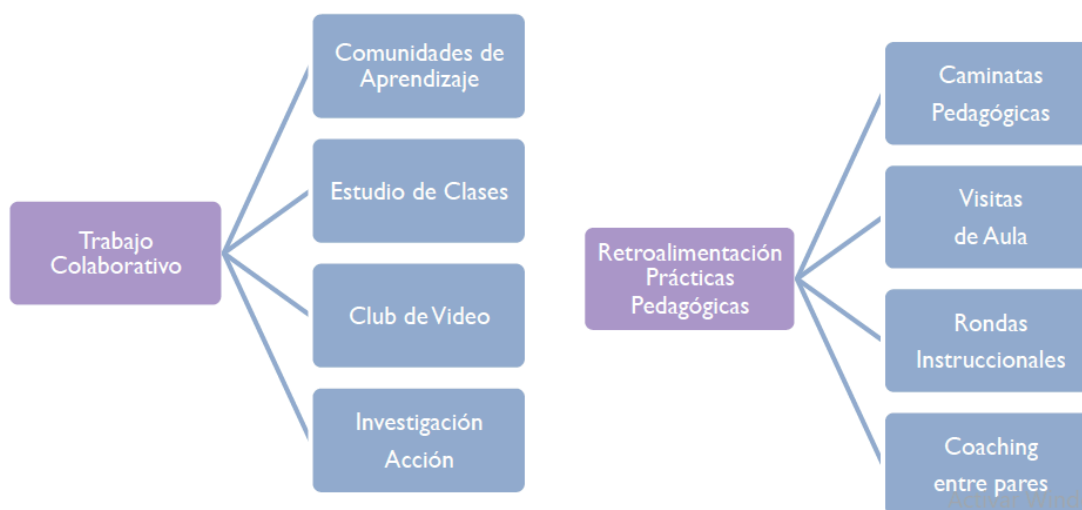 Trabajo
Colaborativo
Comunidades de
Aprendizaje
Estudio de Clases
Club de Video
Investigación
Acción
Retroalimentación
Prácticas
Pedagógicas
Caminatas
Pedagógicas
Visitas
de Aula
Rondas
Instruccionales
Coaching
entre pares